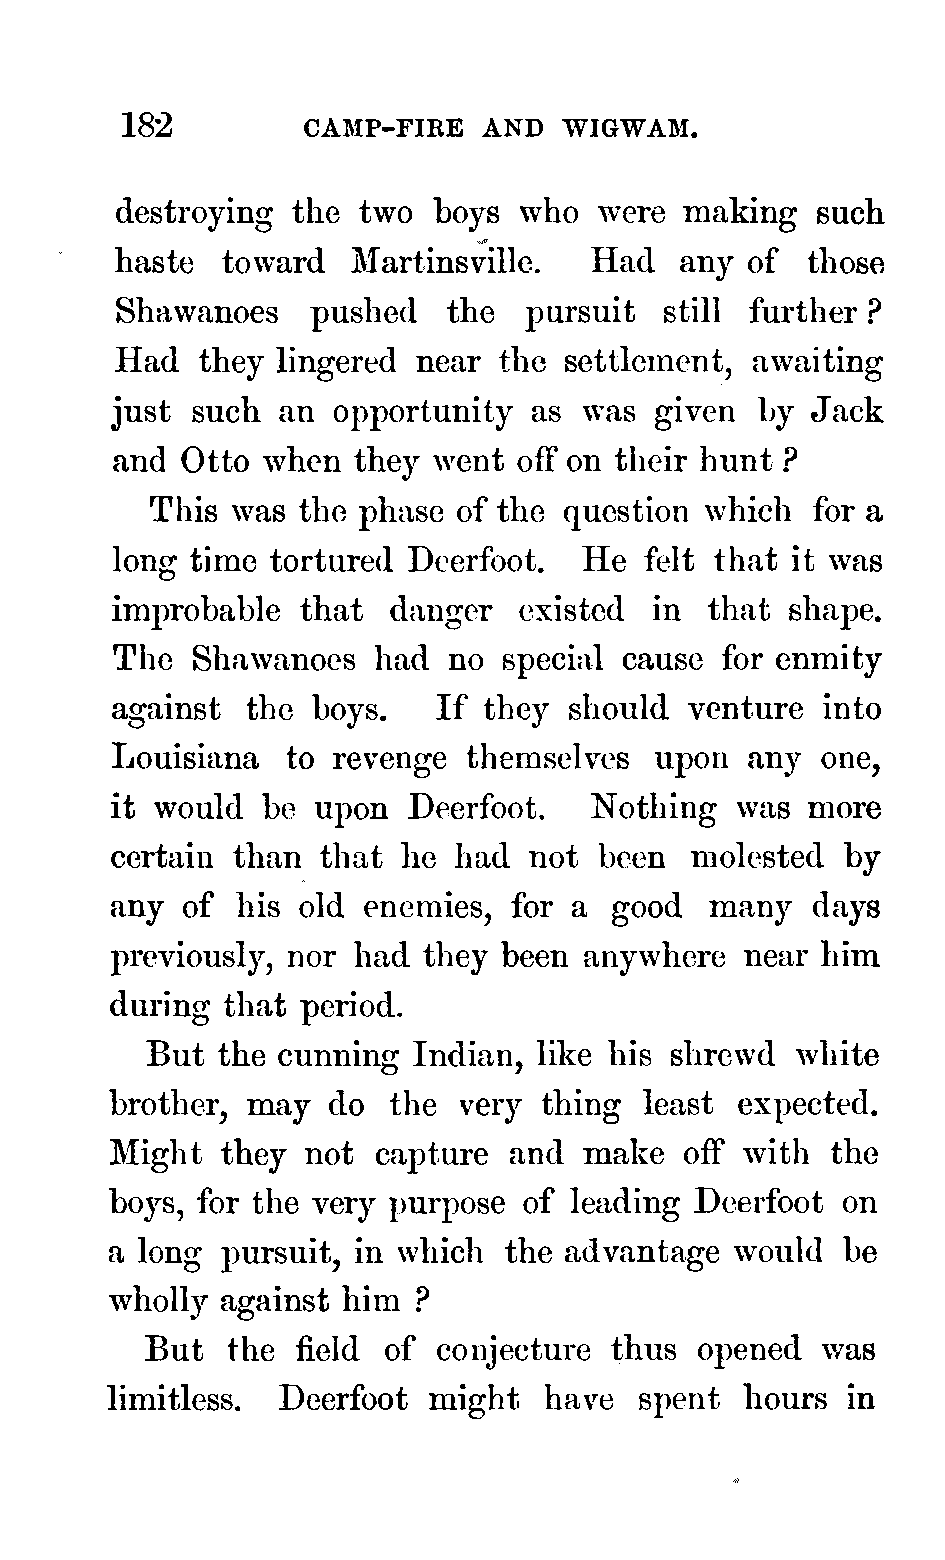 182 CAMP-FIRE AND WIGWAM.
destroying the two boys who were making such
haste toward Martinsville. Had any of those
Shawanoes pushed the pursuit still further ?
Had they lingered near the settlement, awaiting
just such an opportunity as was given by Jack
and Otto when they went off on their hunt ?
This was the phase of the question which for a
long time tortured Deerfoot. He felt that it was
improbable that danger existed in that shape.
The Shawanoes had no special cause for enmity
against the boys. If they should venture into
Louisiana to revenge themselves upon any one,
it would be upon Deerfoot. Nothing was more
certain than that he had not been molested by
any of his old enemies, for a good many days
previously, nor had they been anywhere near him
during that period.
But the cunning Indian, like his shrewd white
brother, may do the very thing least expected.
Might they not capture and make off with the
boys, for the very purpose of leading Deerfoot on
a long pursuit, in which the advantage would be
wholly against him ?
But the field of conjecture thus opened was
limitless. Deerfoot might have spent hours in